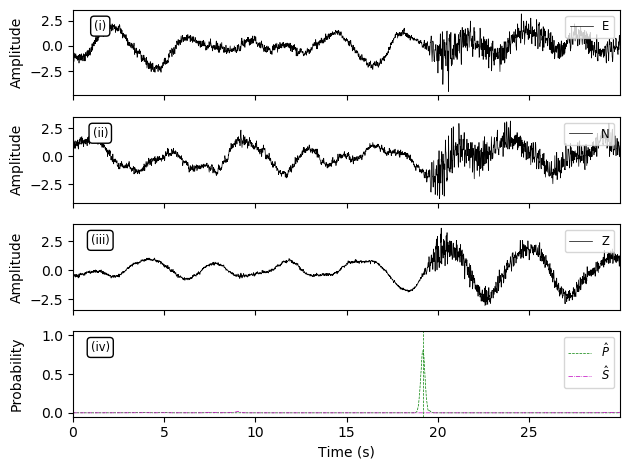 Amplitude
2.5
0.0
−2.5
(i)
E
Amplitude
2.5
0.0
−2.5
(ii)
N
Amplitude
2.5
0.0
−2.5
(iii)
Z
Probability
1.0
0.5
0.0
(iv)
P̂
Ŝ
0 5 10 15 20 25
Time (s)